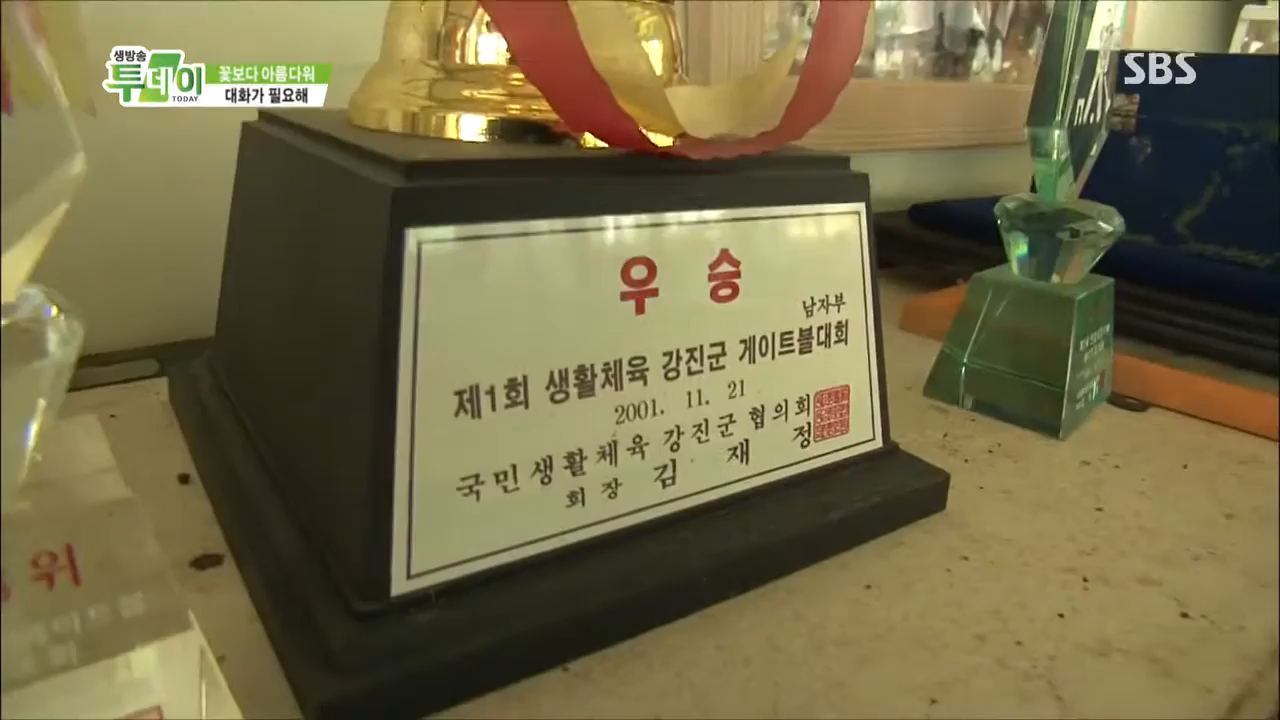 생방송
투데이
TODAY
꽃보다 아름다워
대화가 필요해
SBS
우 승
남자부
제1회 생활체육 강진군 게이트볼대회
2001. 11. 21
국민생활체육 강진군 협의회
회장 김 재 정
위